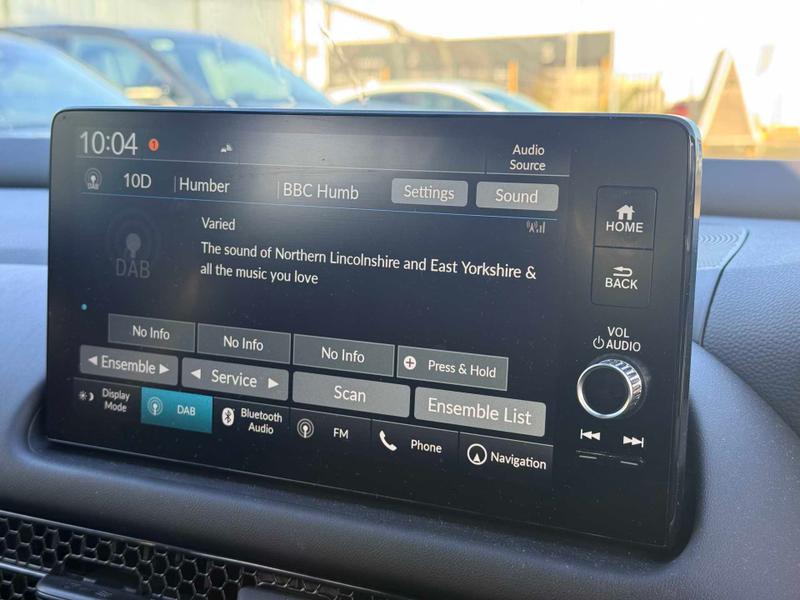 10:04 1
Audio
Source
DAB 10D Humber BBC Humb Settings Sound
Varied
The sound of Northern Lincolnshire and East Yorkshire &
all the music you love
DAB
HOME
BACK
VOL
AUDIO
No Info No Info No Info Press & Hold
Ensemble Service Scan Ensemble List
Display
Mode
DAB
Bluetooth
Audio
FM
Phone
Navigation